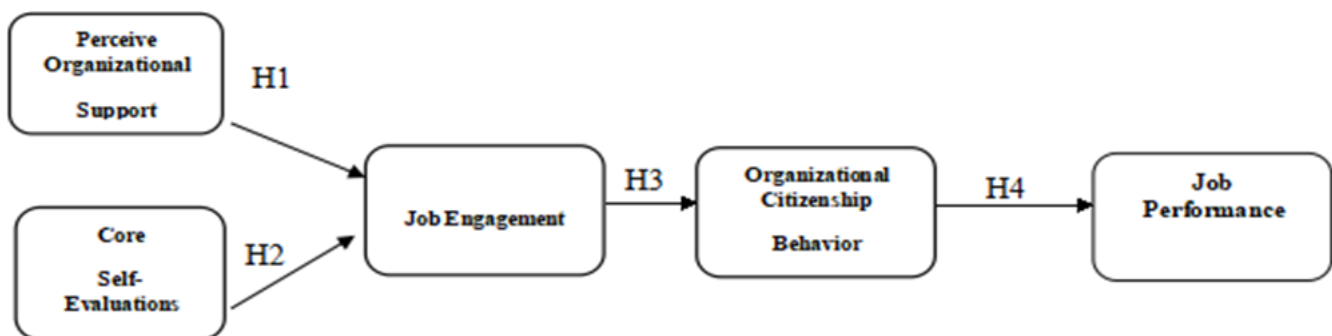 Perceive
Organizational
Support
H1
Core
Self-
Evaluations
H2
Job Engagement
H3
Organizational
Citizenship
Behavior
H4
Job
Performance